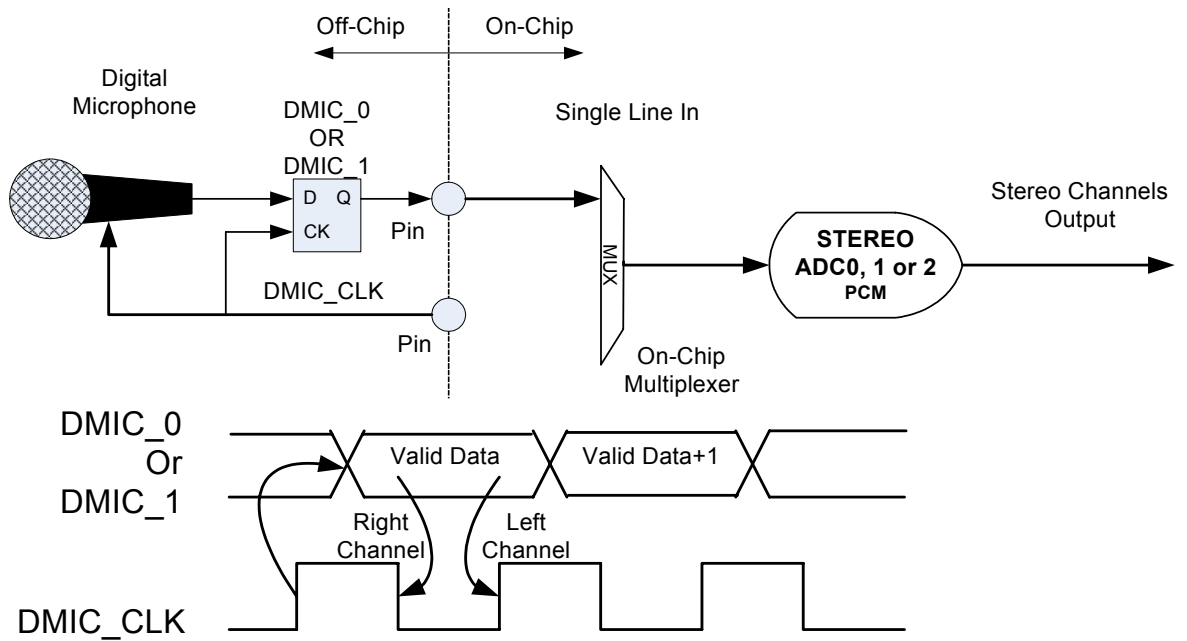 Off-Chip
On-Chip
Digital
Microphone
DMIC_0
OR
DMIC_1
Single Line In
D Q
CK
Pin
MUX
STEREO
ADC0, 1 or 2
PCM
Stereo Channels
Output
DMIC_CLK
Pin
On-Chip
Multiplexer
DMIC_0
Or
DMIC_1
Valid Data
Valid Data+1
Right
Channel
Left
Channel
DMIC_CLK